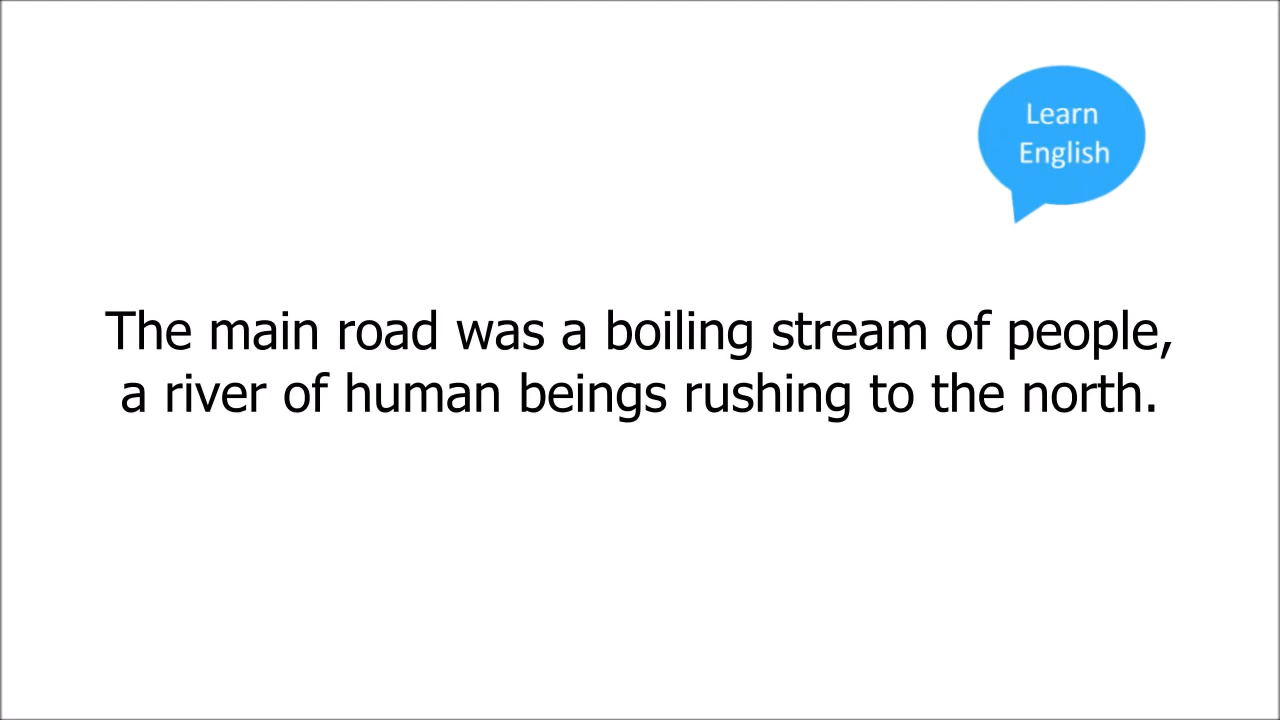 Learn
English
The main road was a boiling stream of people,
a river of human beings rushing to the north.